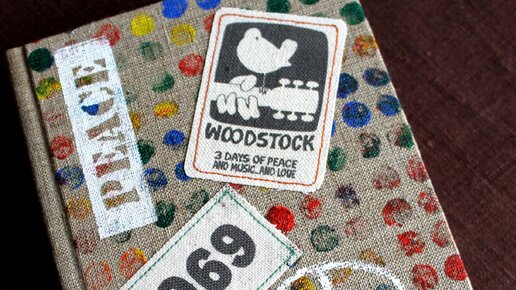 PEACE
WOODSTOCK
3 DAYS OF PEACE
AND MUSIC...AND LOVE
969